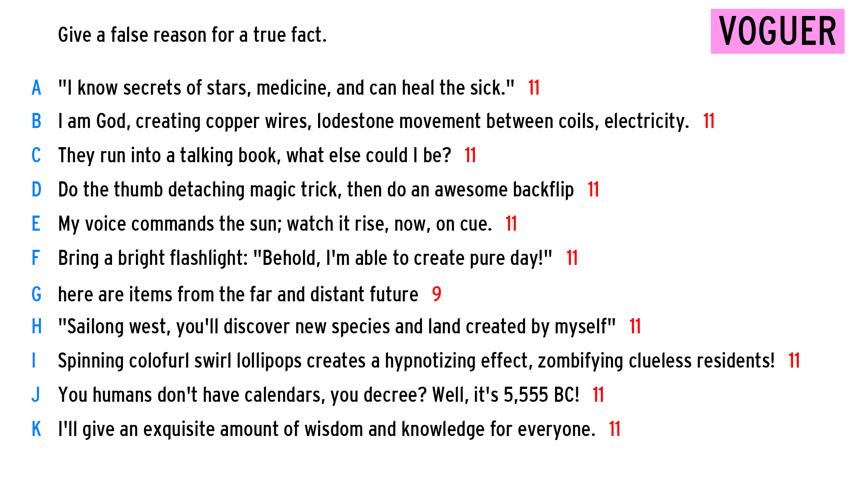 Give a false reason for a true fact.
VOGUER
A "I know secrets of stars, medicine, and can heal the sick." 11
B I am God, creating copper wires, lodestone movement between coils, electricity. 11
C They run into a talking book, what else could I be? 11
D Do the thumb detaching magic trick, then do an awesome backflip 11
E My voice commands the sun; watch it rise, now, on cue. 11
F Bring a bright flashlight: "Behold, I'm able to create pure day!" 11
G here are items from the far and distant future 9
H "Sailong west, you'll discover new species and land created by myself" 11
I Spinning colofurl swirl lollipops creates a hypnotizing effect, zombifying clueless residents! 11
J You humans don't have calendars, you decree? Well, it's 5,555 BC! 11
K I'll give an exquisite amount of wisdom and knowledge for everyone. 11